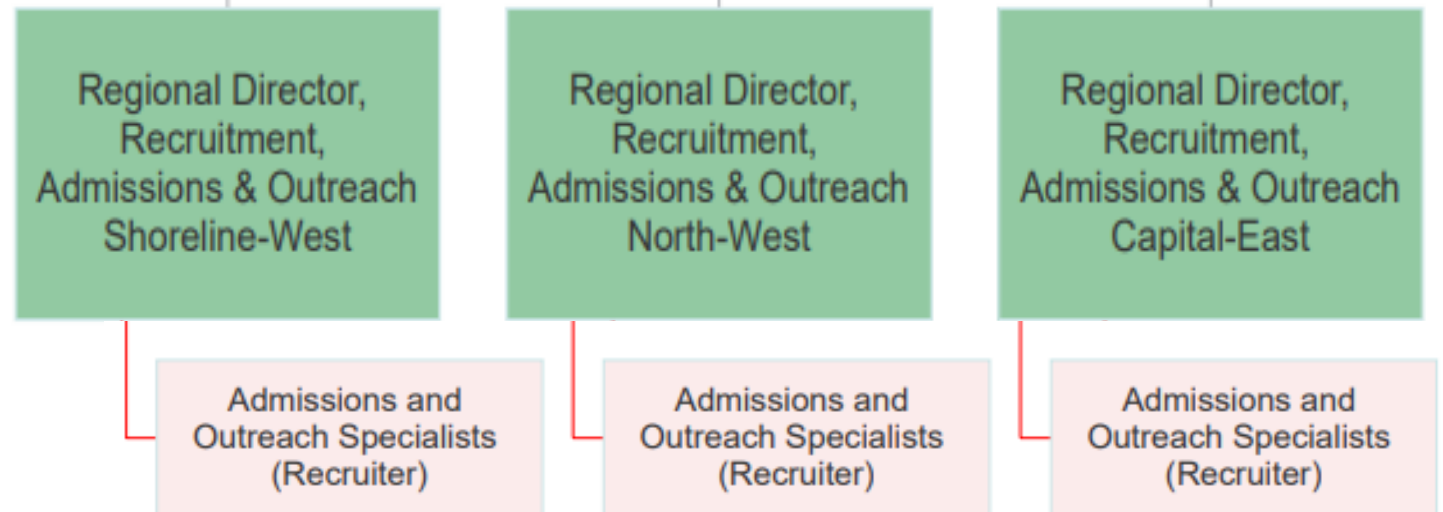 Regional Director,
Recruitment,
Admissions & Outreach
Shoreline-West
Regional Director,
Recruitment,
Admissions & Outreach
North-West
Regional Director,
Recruitment,
Admissions & Outreach
Capital-East
Admissions and
Outreach Specialists
(Recruiter)
Admissions and
Outreach Specialists
(Recruiter)
Admissions and
Outreach Specialists
(Recruiter)